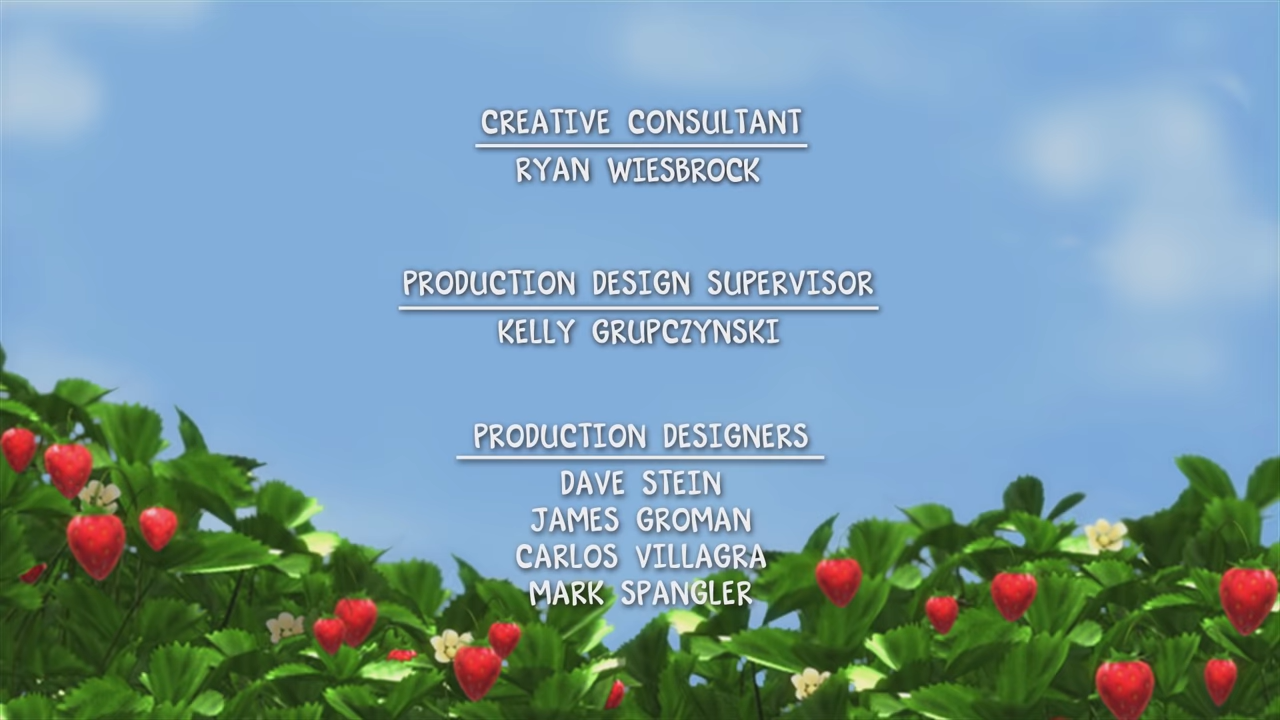 CREATIVE CONSULTANT
RYAN WIESBROCK
PRODUCTION DESIGN SUPERVISOR
KELLY GRUPCZYNSKI
PRODUCTION DESIGNERS
DAVE STEIN
JAMES GROMAN
CARLOS VILLAGRA
MARK SPANGLER